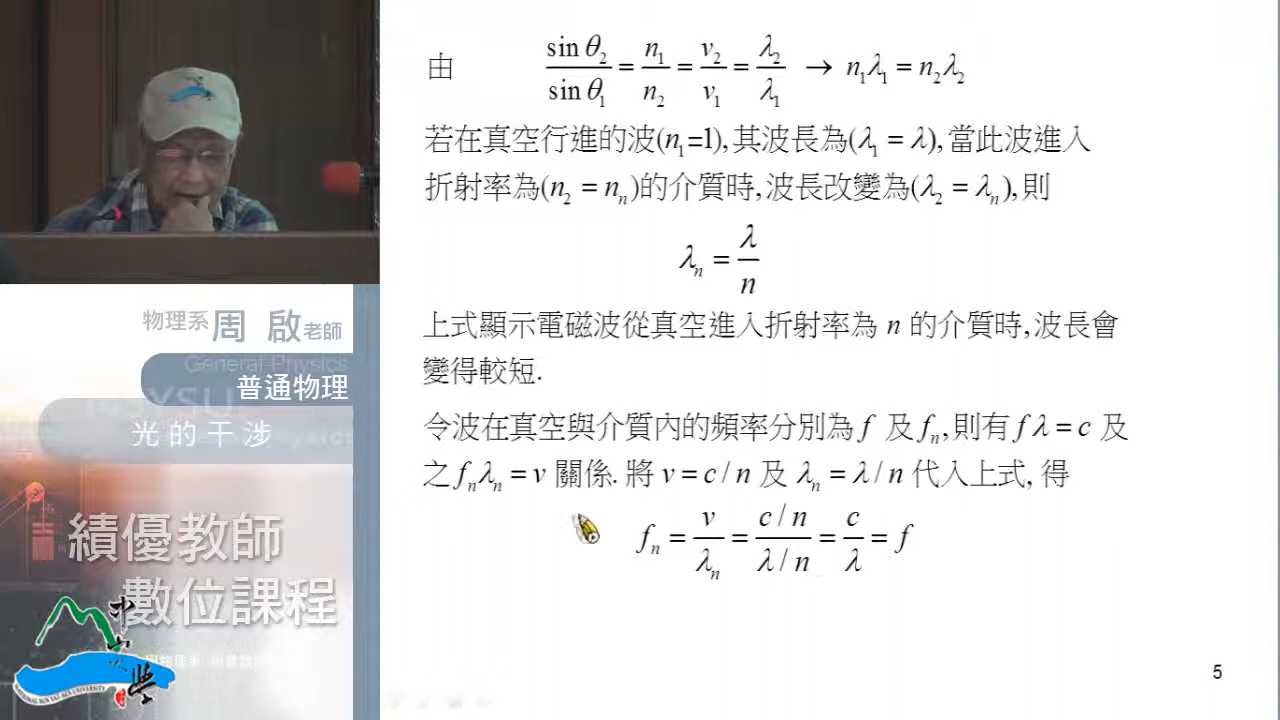 由 sin θ₂ / sin θ₁ = n₁ / n₂ = v₂ / v₁ = λ₂ / λ₁ → n₁λ₁ = n₂λ₂
若在真空行進的波(n₁=1),其波長為(λ₁ = λ),當此波進入
折射率為(n₂ = nₙ)的介質時,波長改變為(λ₂ = λₙ),則
λₙ = λ / n
上式顯示電磁波從真空進入折射率為 n 的介質時,波長會
變得較短.
令波在真空與介質內的頻率分別為 f 及 fₙ,則有 fλ = c 及
之 fₙλₙ = v 關係. 將 v = c / n 及 λₙ = λ / n 代入上式, 得
fₙ = v / λₙ = (c / n) / (λ / n) = c / λ = f
5
物理系 周 啟 老師
General Physics
普通物理
光的干涉
績優教師
數位課程
中山大學